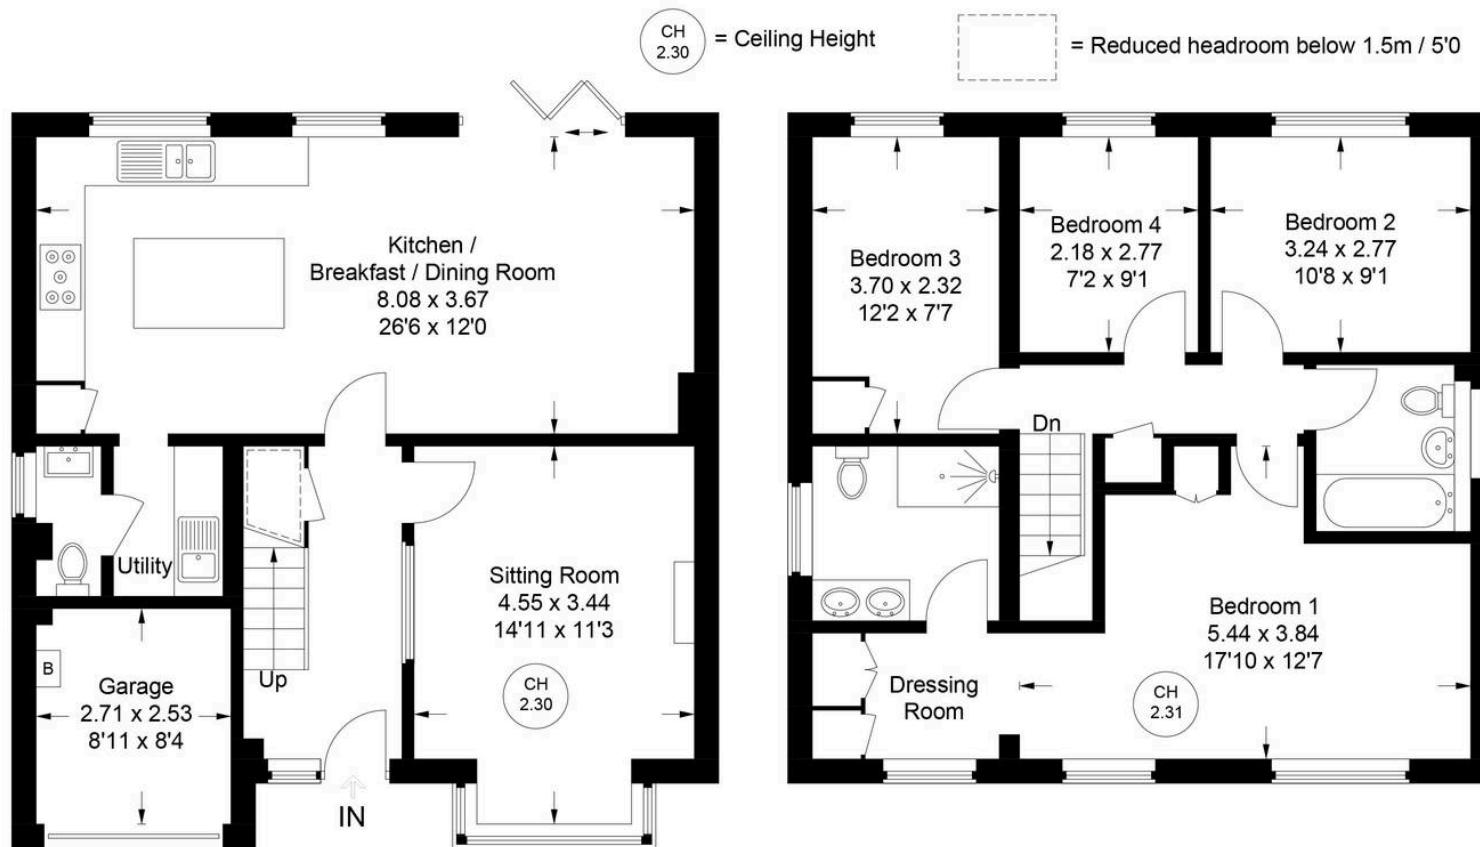 CH
2.30
= Ceiling Height
= Reduced headroom below 1.5m / 5'0
Kitchen /
Breakfast / Dining Room
8.08 x 3.67
26'6 x 12'0
Utility
Sitting Room
4.55 x 3.44
14'11 x 11'3
CH
2.30
Up
B
Garage
2.71 x 2.53
8'11 x 8'4
IN
Bedroom 3
3.70 x 2.32
12'2 x 7'7
Bedroom 4
2.18 x 2.77
7'2 x 9'1
Bedroom 2
3.24 x 2.77
10'8 x 9'1
Dn
Bedroom 1
5.44 x 3.84
17'10 x 12'7
CH
2.31
Dressing
Room